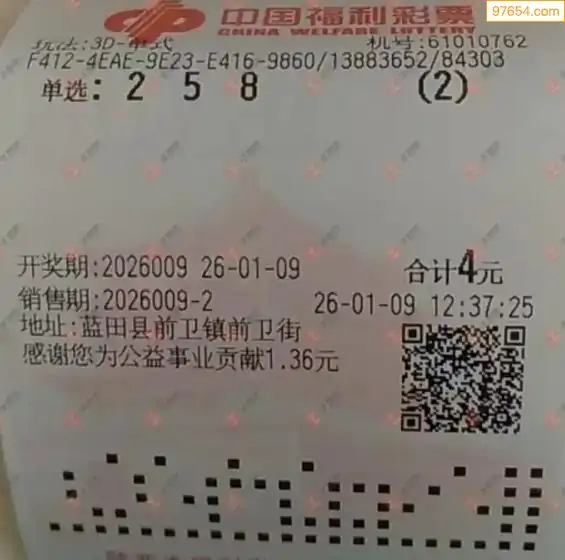 97654.com
中国福利彩票
CHINA WELFARE LOTTERY
玩法:3D-单式 机号:61010762
F412-4EAE-9E23-E416-9860/13883652/84303
单选: 2 5 8 (2)
开奖期:2026009 26-01-09 合计4元
销售期:2026009-2 26-01-09 12:37:25
地址:蓝田县前卫镇前卫街
感谢您为公益事业贡献1.36元